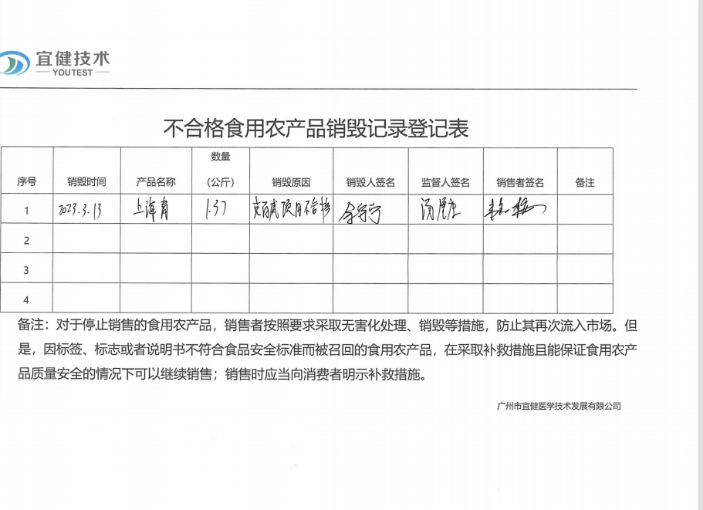 宜健技术
YOUTEST
不合格食用农产品销毁记录登记表
序号 销毁时间 产品名称 数量（公斤） 销毁原因 销毁人签名 监督人签名 销售者签名 备注
1 2023.3.13 上海青 1.37 克百威项目不合格
2
3
4
备注：对于停止销售的食用农产品，销售者按照要求采取无害化处理、销毁等措施，防止其再次流入市场。但
是，因标签、标志或者说明书不符合食品安全标准而被召回的食用农产品，在采取补救措施且能保证食用农产
品质量安全的情况下可以继续销售；销售时应当向消费者明示补救措施。
广州市宜健医学技术发展有限公司